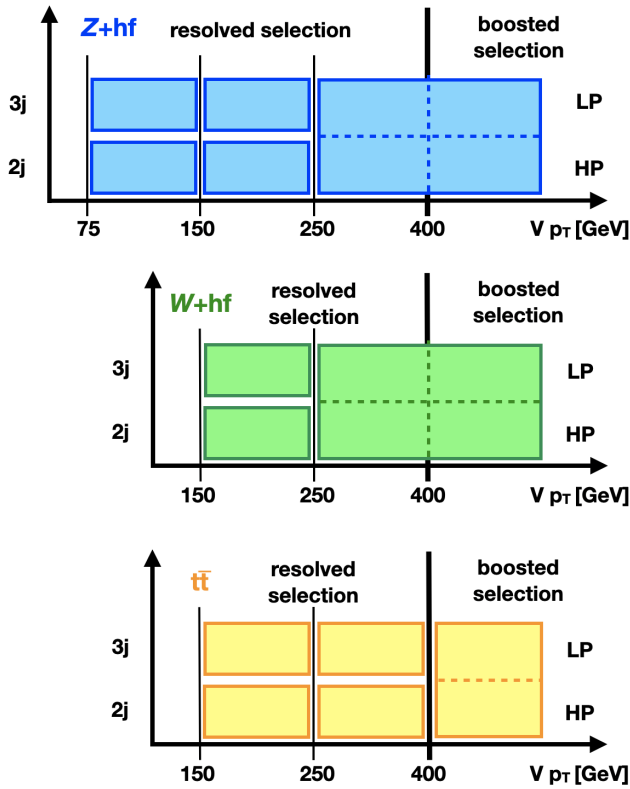 Z+hf
resolved selection
boosted
selection
3j
LP
2j
HP
75
150
250
400
V pT [GeV]
W+hf
resolved
selection
boosted
selection
3j
LP
2j
HP
150
250
400
V pT [GeV]
tt̅
resolved
selection
boosted
selection
3j
LP
2j
HP
150
250
400
V pT [GeV]